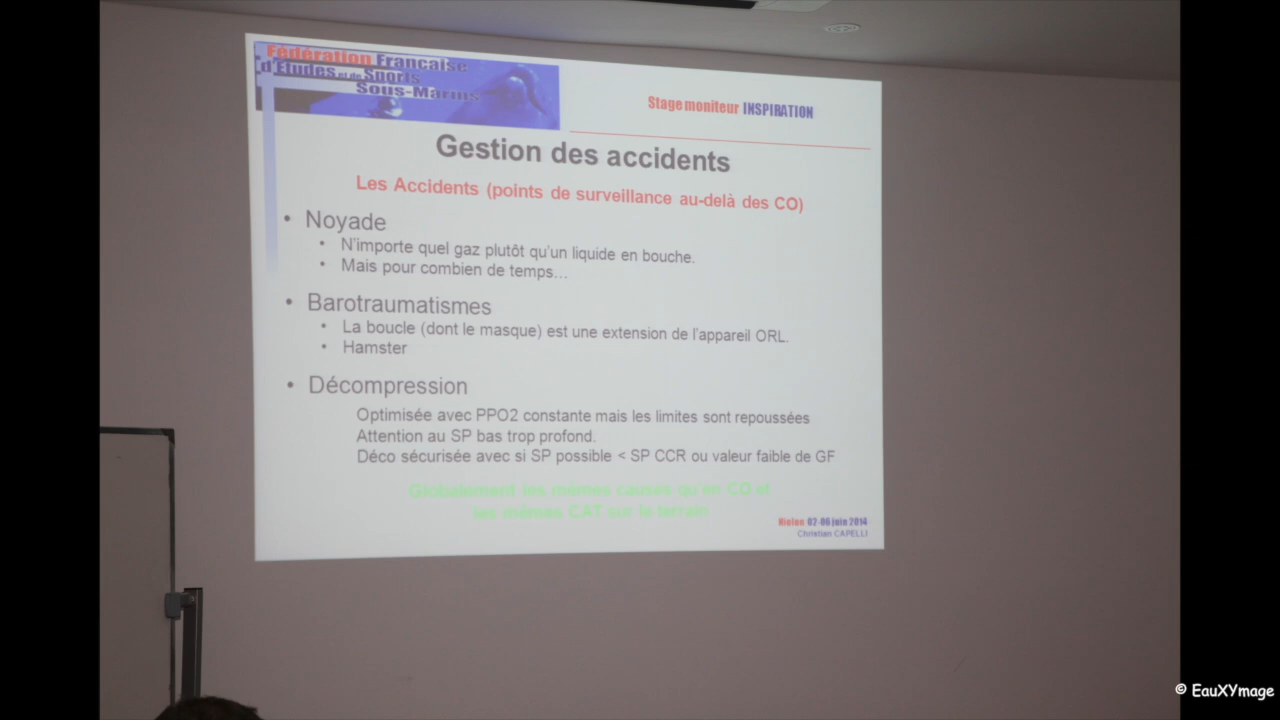 Fédération Française
d'Etudes et de Sports
Sous-Marins
Stage moniteur INSPIRATION
Gestion des accidents
Les Accidents (points de surveillance au-delà des CO)
• Noyade
• N'importe quel gaz plutôt qu'un liquide en bouche.
• Mais pour combien de temps…
• Barotraumatismes
• La boucle (dont le masque) est une extension de l'appareil ORL.
• Hamster
• Décompression
Optimisée avec PPO2 constante mais les limites sont repoussées
Attention au SP bas trop profond.
Déco sécurisée avec si SP possible < SP CCR ou valeur faible de GF
Globalement les mêmes causes qu'en CO et
les mêmes CAT sur le terrain
02-06 juin 2014
Christian CAPELLI
© EauXYmage